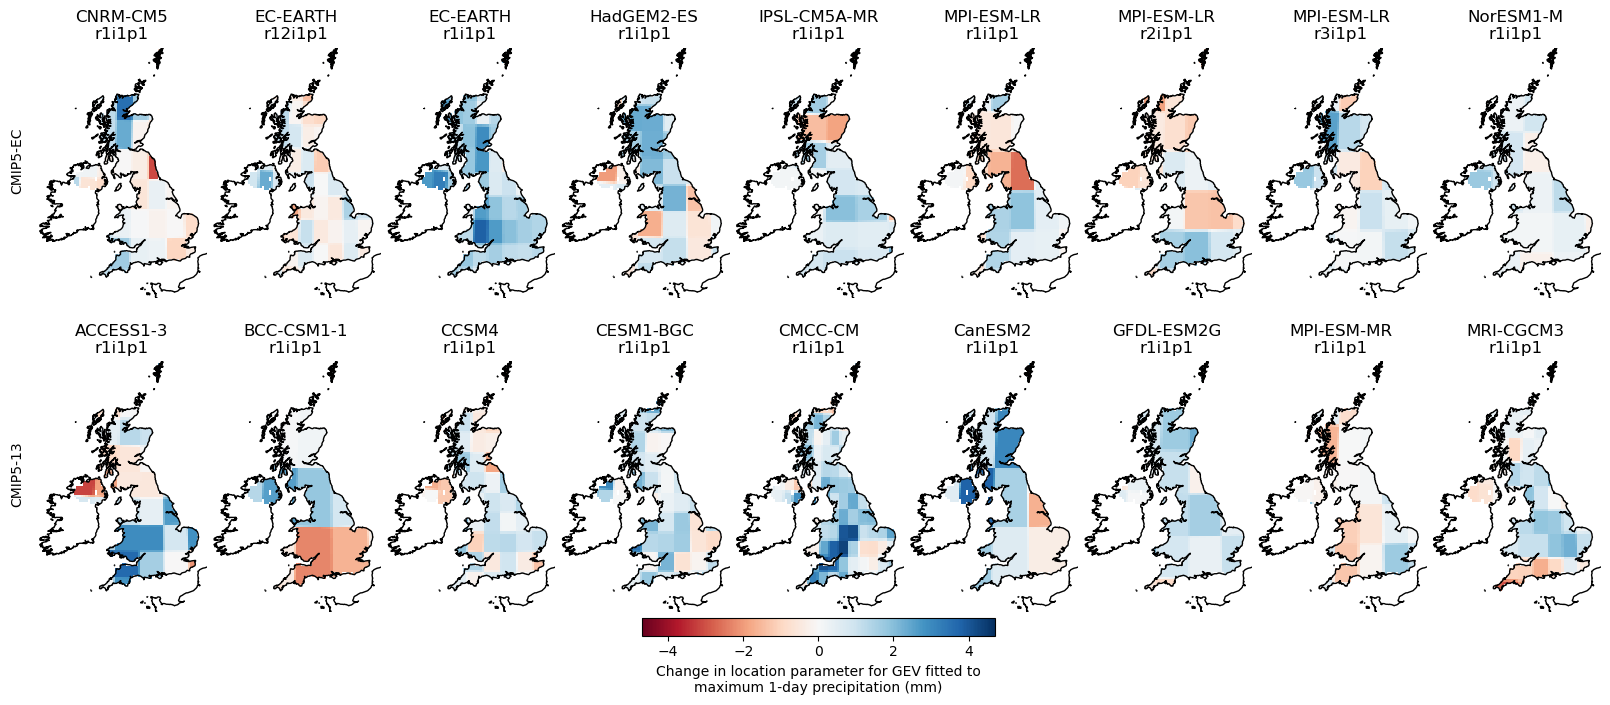 CNRM-CM5 EC-EARTH EC-EARTH HadGEM2-ES IPSL-CM5A-MR MPI-ESM-LR MPI-ESM-LR MPI-ESM-LR NorESM1-M
r1i1p1 r12i1p1 r1i1p1 r1i1p1 r1i1p1 r1i1p1 r2i1p1 r3i1p1 r1i1p1
CMIP5-EC
ACCESS1-3 BCC-CSM1-1 CCSM4 CESM1-BGC CMCC-CM CanESM2 GFDL-ESM2G MPI-ESM-MR MRI-CGCM3
r1i1p1 r1i1p1 r1i1p1 r1i1p1 r1i1p1 r1i1p1 r1i1p1 r1i1p1 r1i1p1
CMIP5-13
−4 −2 0 2 4
Change in location parameter for GEV fitted to
maximum 1-day precipitation (mm)